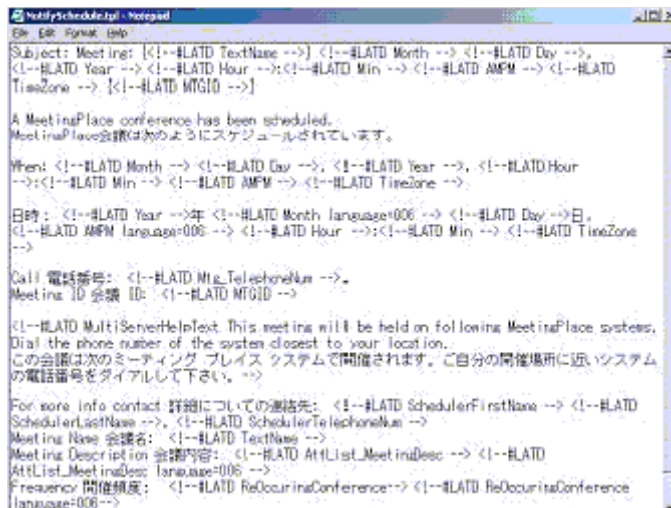 NotifySchedule.tpl - Notepad
File Edit Format Help
Subject: Meeting: [<!--#LATD TextName -->] <!--#LATD Month --> <!--#LATD Day -->,
<!--#LATD Year --> <!--#LATD Hour -->:<!--#LATD Min --> <!--#LATD AMPM --> <!--#LATD
TimeZone --> [<!--#LATD MTGID -->]
A MeetingPlace conference has been scheduled.
MeetingPlace会議は次のようにスケジュールされています。
When: <!--#LATD Month --> <!--#LATD Day -->, <!--#LATD Year -->, <!--#LATD Hour
-->:<!--#LATD Min --> <!--#LATD AMPM --> <!--#LATD TimeZone -->
日時: <!--#LATD Year -->年 <!--#LATD Month language=006 --> <!--#LATD Day -->日,
<!--#LATD AMPM language=006 --> <!--#LATD Hour -->:<!--#LATD Min --> <!--#LATD TimeZone
-->
Call 電話番号: <!--#LATD Mtg_TelephoneNum -->.
Meeting ID 会議 ID: <!--#LATD MTGID -->
<!--#LATD MultiServerHelpText This meeting will be held on following MeetingPlace systems.
Dial the phone number of the system closest to your location.
この会議は次のミーティング プレイス システムで開催されます。ご自分の開催場所に近いシステム
の電話番号をダイアルして下さい。-->
For more info contact 詳細についての連絡先: <!--#LATD SchedulerFirstName --> <!--#LATD
SchedulerLastName -->, <!--#LATD SchedulerTelephoneNum -->
Meeting Name 会議名: <!--#LATD TextName -->
Meeting Description 会議内容: <!--#LATD AttList_MeetingDesc --> <!--#LATD
AttList_MeetingDesc language=006 -->
Frequency 開催頻度: <!--#LATD ReOccuringConference--> <!--#LATD ReOccuringConference
language=006-->